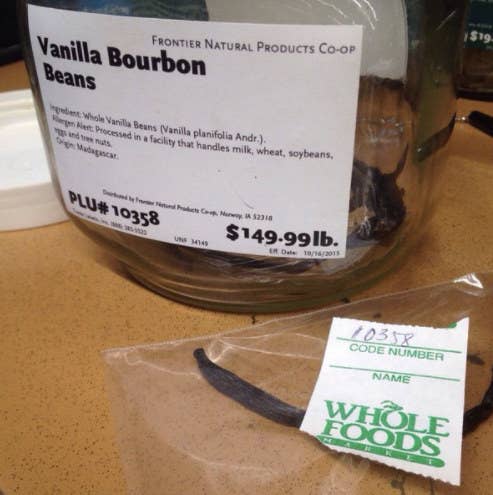 FRONTIER NATURAL PRODUCTS CO-OP
Vanilla Bourbon
Beans
Ingredient: Whole Vanilla Beans (Vanilla planifolia Andr.).
Allergen Alert: Processed in a facility that handles milk, wheat, soybeans,
eggs and tree nuts.
Origin: Madagascar.
Distributed by Frontier Natural Products Co-op, Norway, IA 52318
PLU# 10358
UNF 34149
$149.99 lb.
Eff. Date: 10/16/2013
$19
10358
CODE NUMBER
NAME
WHOLE
FOODS
MARKET